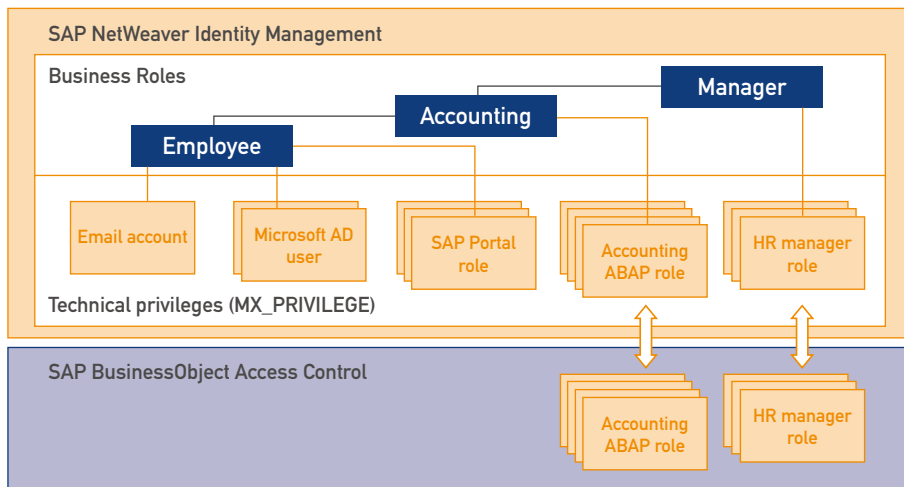 SAP NetWeaver Identity Management
Business Roles
Manager
Accounting
Employee
Email account
Microsoft AD
user
SAP Portal
role
Accounting
ABAP role
HR manager
role
Technical privileges (MX_PRIVILEGE)
SAP BusinessObject Access Control
Accounting
ABAP role
HR manager
role